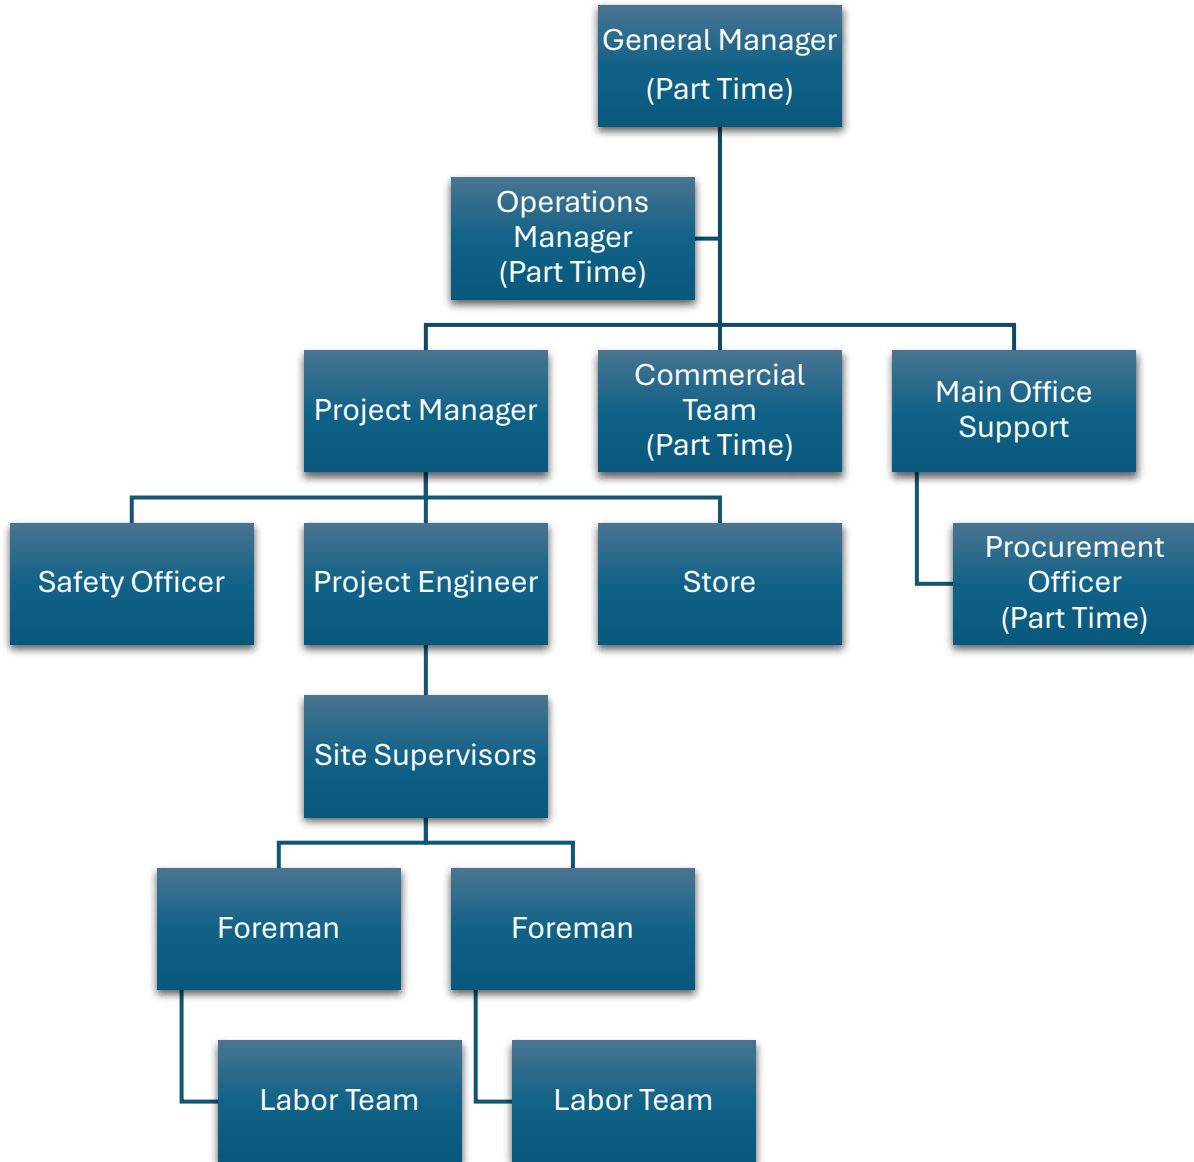 General Manager
(Part Time)
Operations
Manager
(Part Time)
Project Manager
Commercial
Team
(Part Time)
Main Office
Support
Safety Officer
Project Engineer
Store
Procurement
Officer
(Part Time)
Site Supervisors
Foreman
Foreman
Labor Team
Labor Team